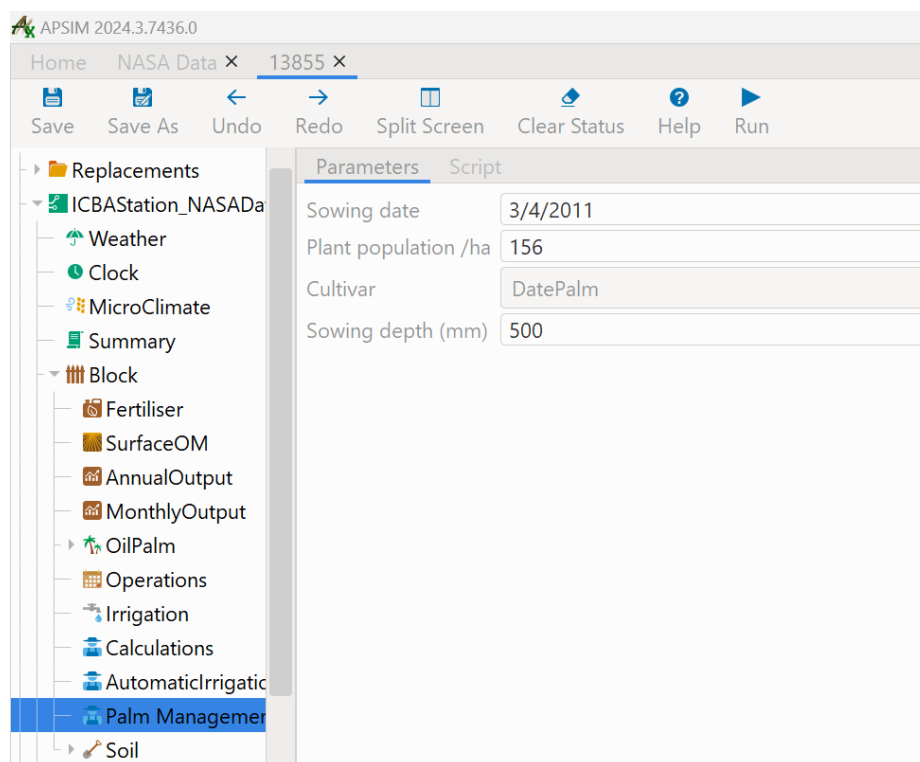 APSIM 2024.3.7436.0
Home NASA Data 13855
Save Save As Undo Redo Split Screen Clear Status Help Run
Replacements
ICBAStation_NASADa
Weather
Clock
MicroClimate
Summary
Block
Fertiliser
SurfaceOM
AnnualOutput
MonthlyOutput
OilPalm
Operations
Irrigation
Calculations
AutomaticIrrigatic
Palm Managemer
Soil
Parameters Script
Sowing date 3/4/2011
Plant population /ha 156
Cultivar DatePalm
Sowing depth (mm) 500